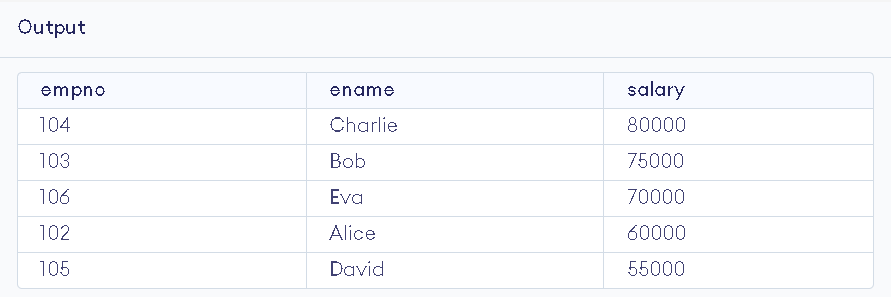 Output
empno ename salary
104 Charlie 80000
103 Bob 75000
106 Eva 70000
102 Alice 60000
105 David 55000